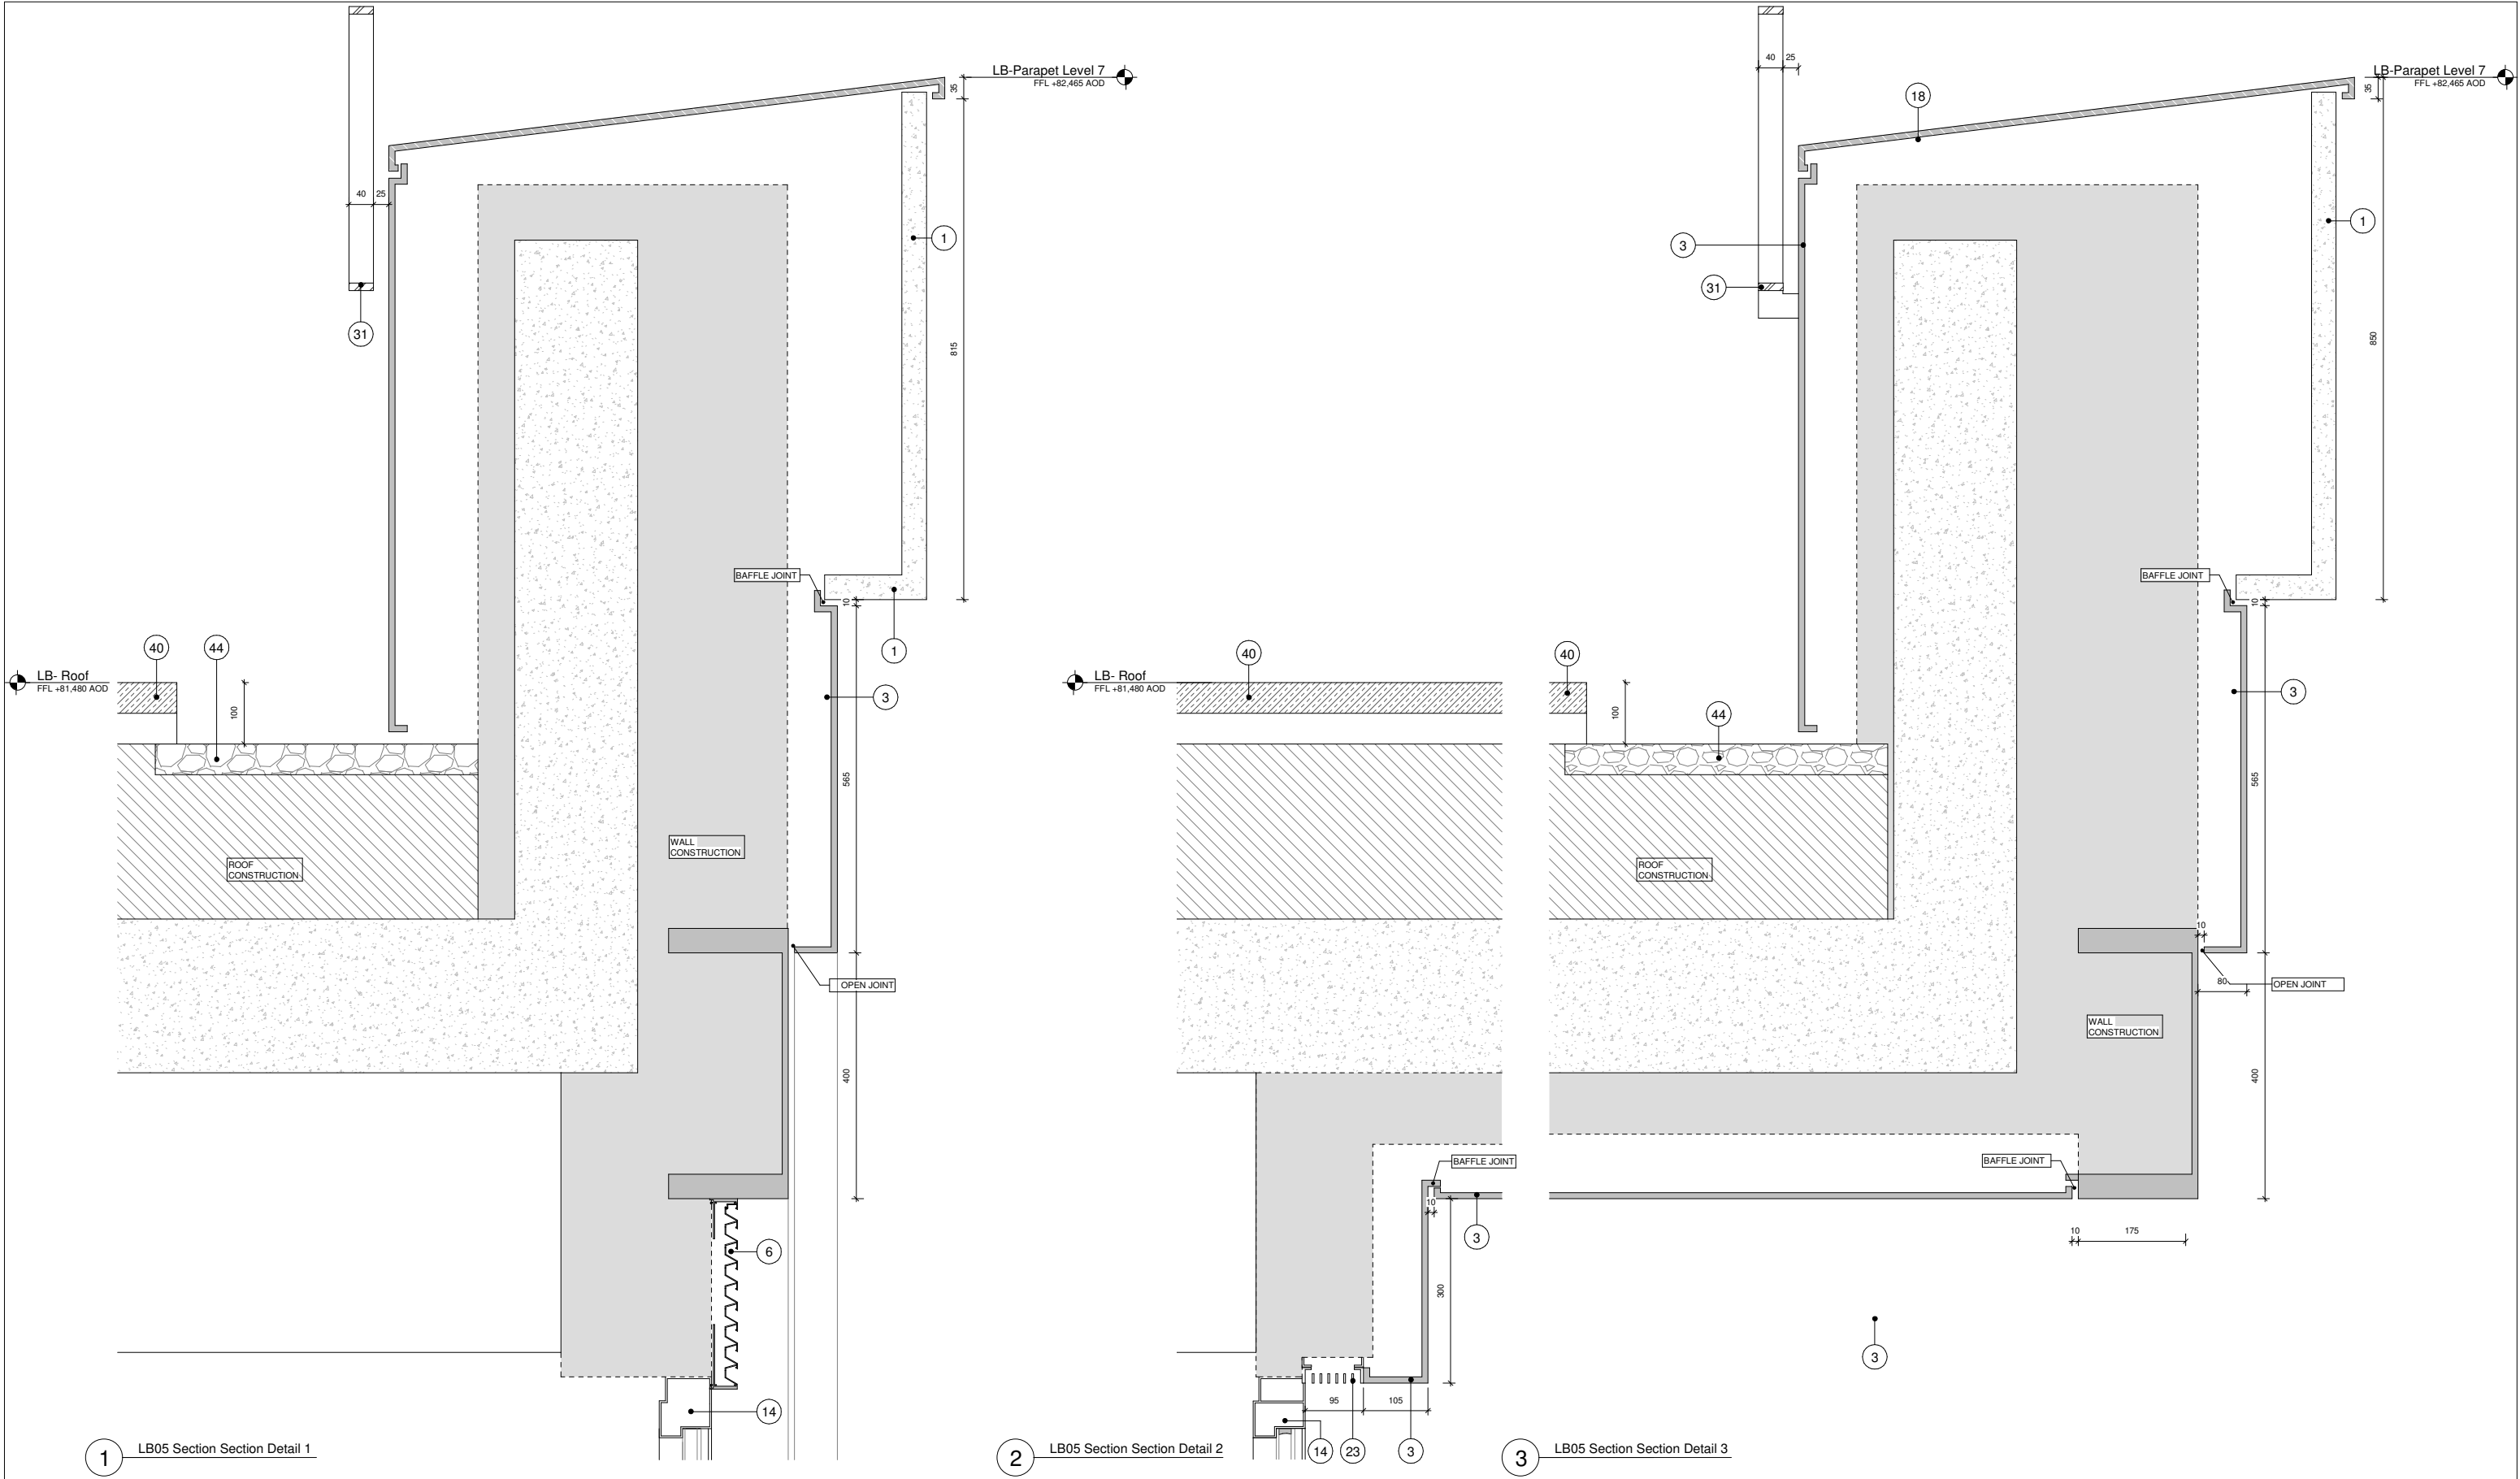 LB-Parapet Level 7
FFL +82,465 AOD
35
40
25
1
815
31
BAFFLE JOINT
10
1
40
44
LB- Roof
FFL +81,480 AOD
100
3
565
WALL
CONSTRUCTION
ROOF
CONSTRUCTION
OPEN JOINT
400
6
14
1
LB05 Section Section Detail 1
LB- Roof
FFL +81,480 AOD
40
BAFFLE JOINT
10
3
300
95
105
14
23
3
2
LB05 Section Section Detail 2
40
25
LB-Parapet Level 7
FFL +82,465 AOD
35
18
1
3
31
850
BAFFLE JOINT
10
40
100
44
3
565
ROOF
CONSTRUCTION
10
80
OPEN JOINT
WALL
CONSTRUCTION
400
BAFFLE JOINT
10
175
3
3
LB05 Section Section Detail 3